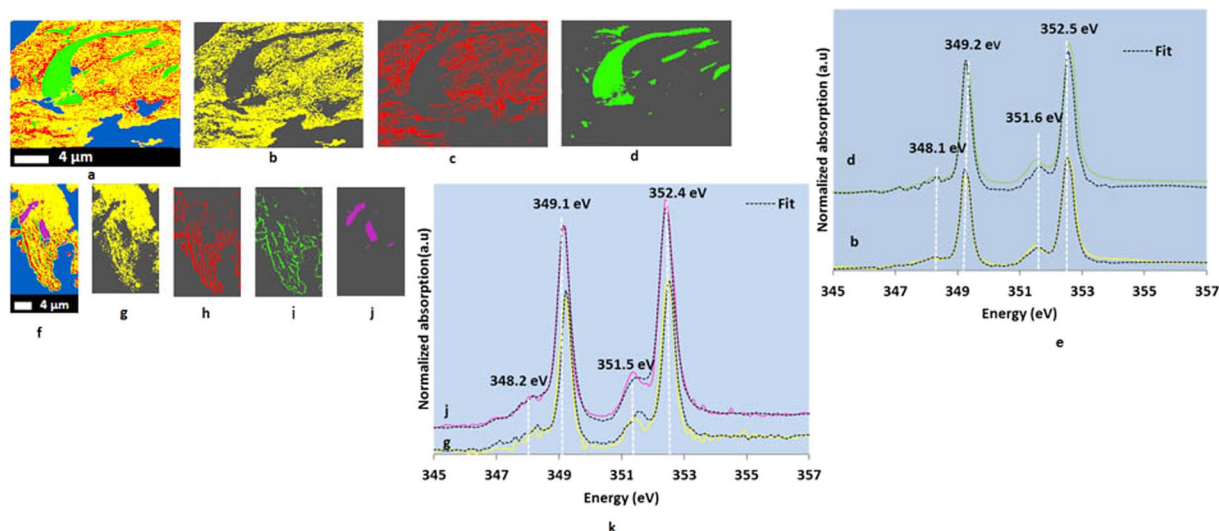 4 µm
a
b
c
d
4 µm
f
g
h
i
j
Normalized absorption(a.u)
349.1 eV
352.4 eV
Fit
348.2 eV
351.5 eV
j
g
345
347
349
351
353
355
357
Energy (eV)
k
Normalized absorption (a.u)
349.2 eV
352.5 eV
Fit
351.6 eV
348.1 eV
d
b
345
347
349
351
353
355
357
Energy (eV)
e